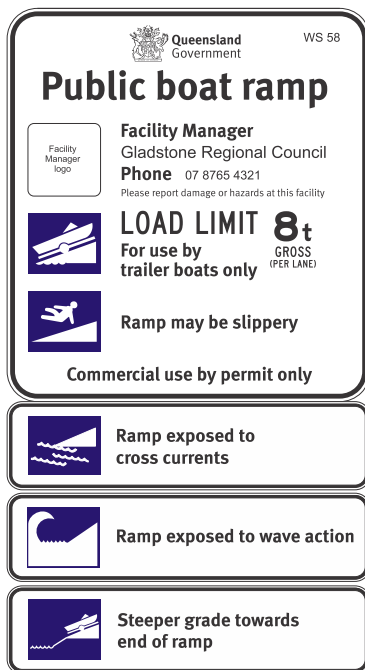 Queensland
Government
WS 58
Public boat ramp
Facility
Manager
logo
Facility Manager
Gladstone Regional Council
Phone 07 8765 4321
Please report damage or hazards at this facility
LOAD LIMIT 8t
For use by
trailer boats only
GROSS
(PER LANE)
Ramp may be slippery
Commercial use by permit only
Ramp exposed to
cross currents
Ramp exposed to wave action
Steeper grade towards
end of ramp